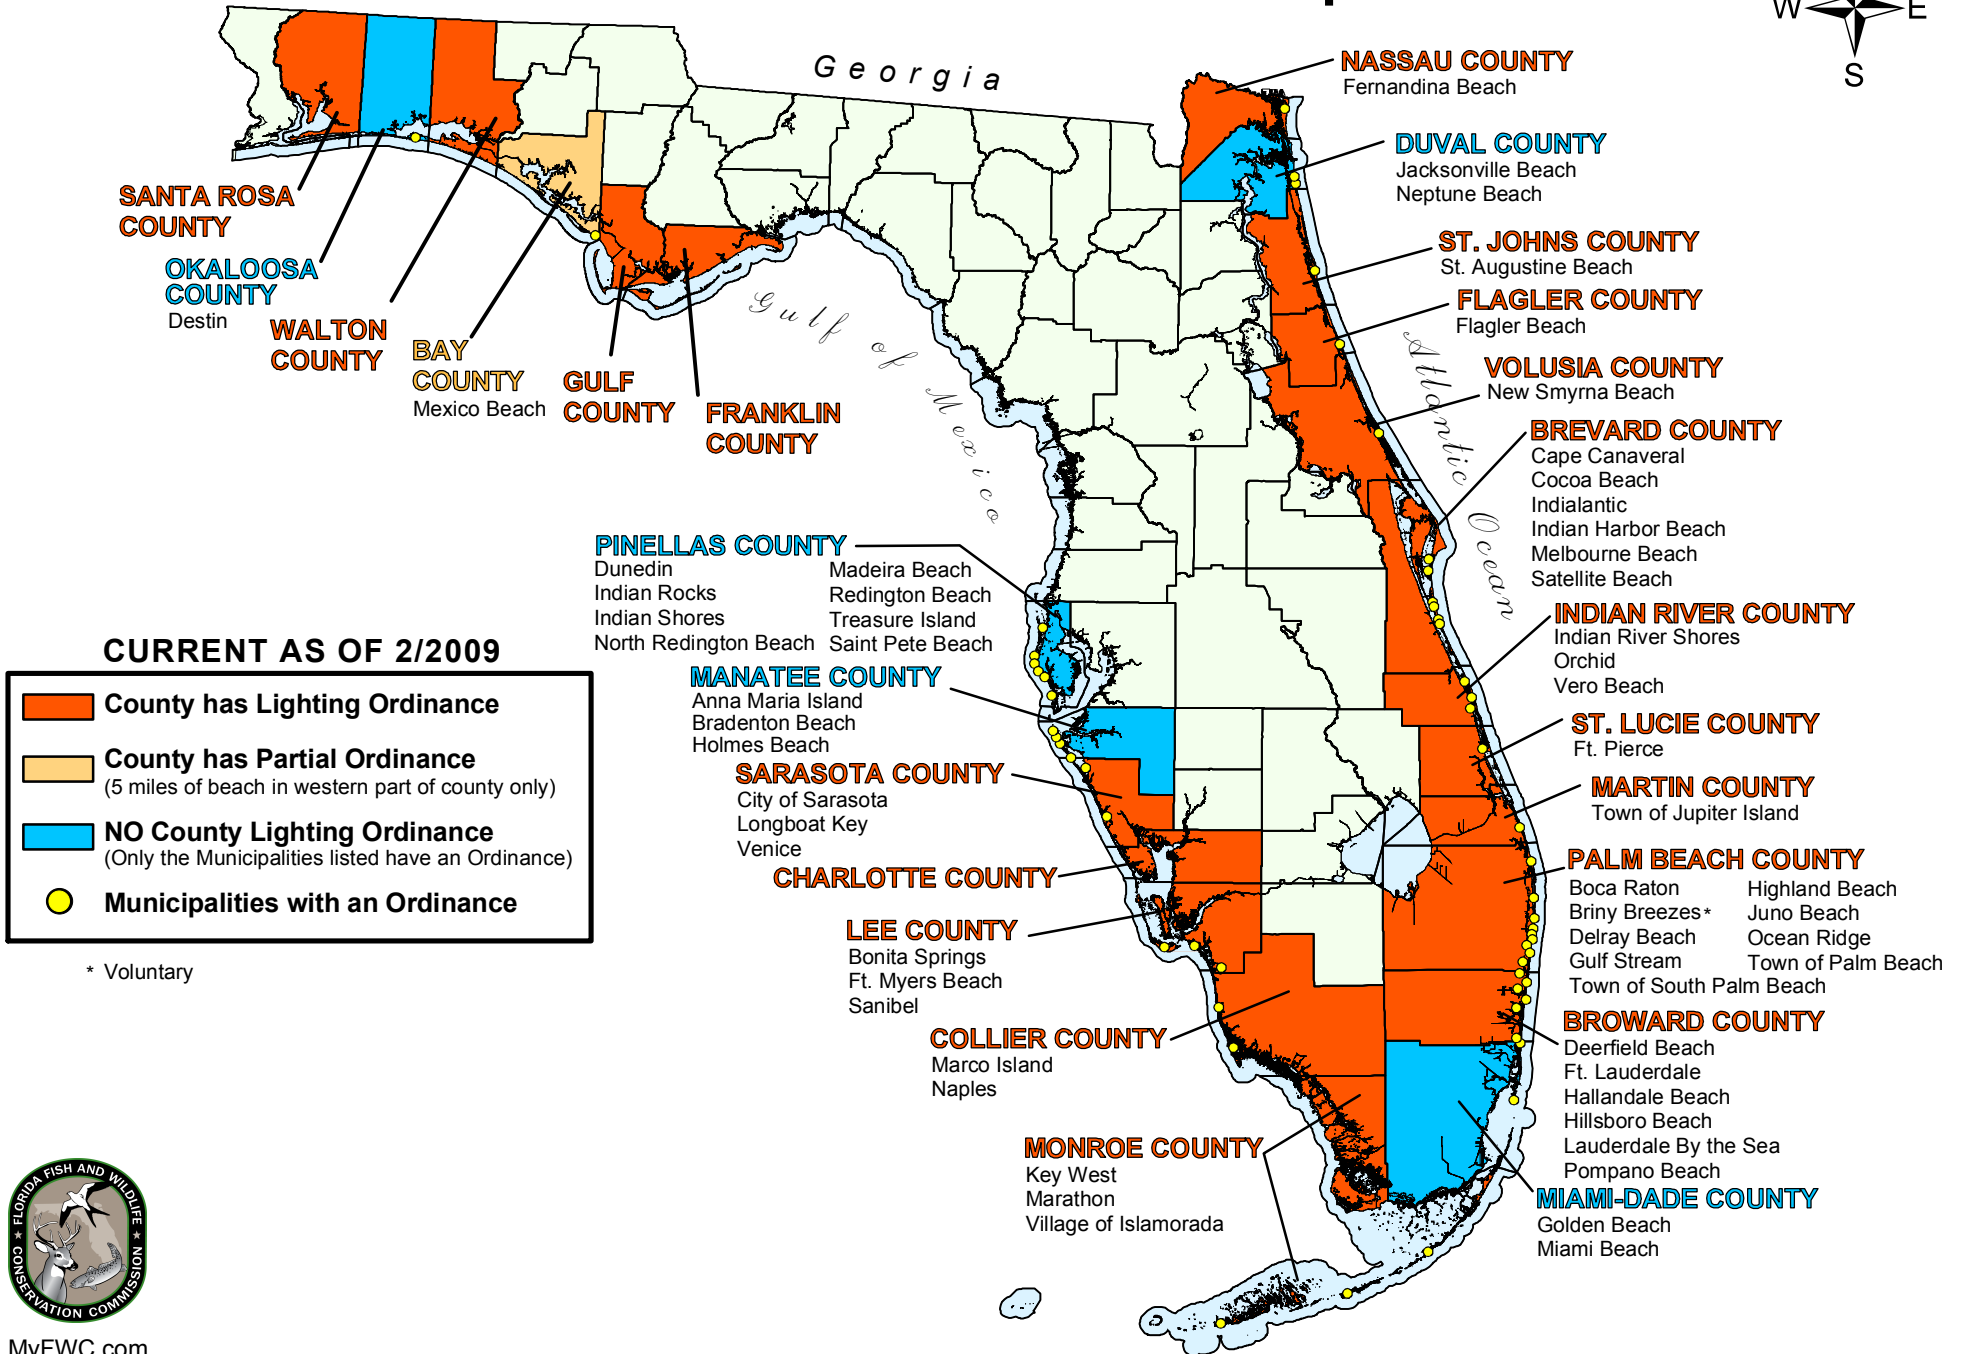 W E
S
Georgia
NASSAU COUNTY
Fernandina Beach
DUVAL COUNTY
Jacksonville Beach
Neptune Beach
ST. JOHNS COUNTY
St. Augustine Beach
FLAGLER COUNTY
Flagler Beach
VOLUSIA COUNTY
New Smyrna Beach
BREVARD COUNTY
Cape Canaveral
Cocoa Beach
Indialantic
Indian Harbor Beach
Melbourne Beach
Satellite Beach
INDIAN RIVER COUNTY
Indian River Shores
Orchid
Vero Beach
ST. LUCIE COUNTY
Ft. Pierce
MARTIN COUNTY
Town of Jupiter Island
PALM BEACH COUNTY
Boca Raton Highland Beach
Briny Breezes* Juno Beach
Delray Beach Ocean Ridge
Gulf Stream Town of Palm Beach
Town of South Palm Beach
BROWARD COUNTY
Deerfield Beach
Ft. Lauderdale
Hallandale Beach
Hillsboro Beach
Lauderdale By the Sea
Pompano Beach
MIAMI-DADE COUNTY
Golden Beach
Miami Beach
Atlantic Ocean
Gulf of Mexico
SANTA ROSA
COUNTY
OKALOOSA
COUNTY
Destin
WALTON
COUNTY
BAY
COUNTY
Mexico Beach
GULF
COUNTY
FRANKLIN
COUNTY
PINELLAS COUNTY
Dunedin Madeira Beach
Indian Rocks Redington Beach
Indian Shores Treasure Island
North Redington Beach Saint Pete Beach
MANATEE COUNTY
Anna Maria Island
Bradenton Beach
Holmes Beach
SARASOTA COUNTY
City of Sarasota
Longboat Key
Venice
CHARLOTTE COUNTY
LEE COUNTY
Bonita Springs
Ft. Myers Beach
Sanibel
COLLIER COUNTY
Marco Island
Naples
MONROE COUNTY
Key West
Marathon
Village of Islamorada
CURRENT AS OF 2/2009
County has Lighting Ordinance
County has Partial Ordinance
(5 miles of beach in western part of county only)
NO County Lighting Ordinance
(Only the Municipalities listed have an Ordinance)
Municipalities with an Ordinance
* Voluntary
FLORIDA FISH AND WILDLIFE
CONSERVATION COMMISSION
MyFWC.com